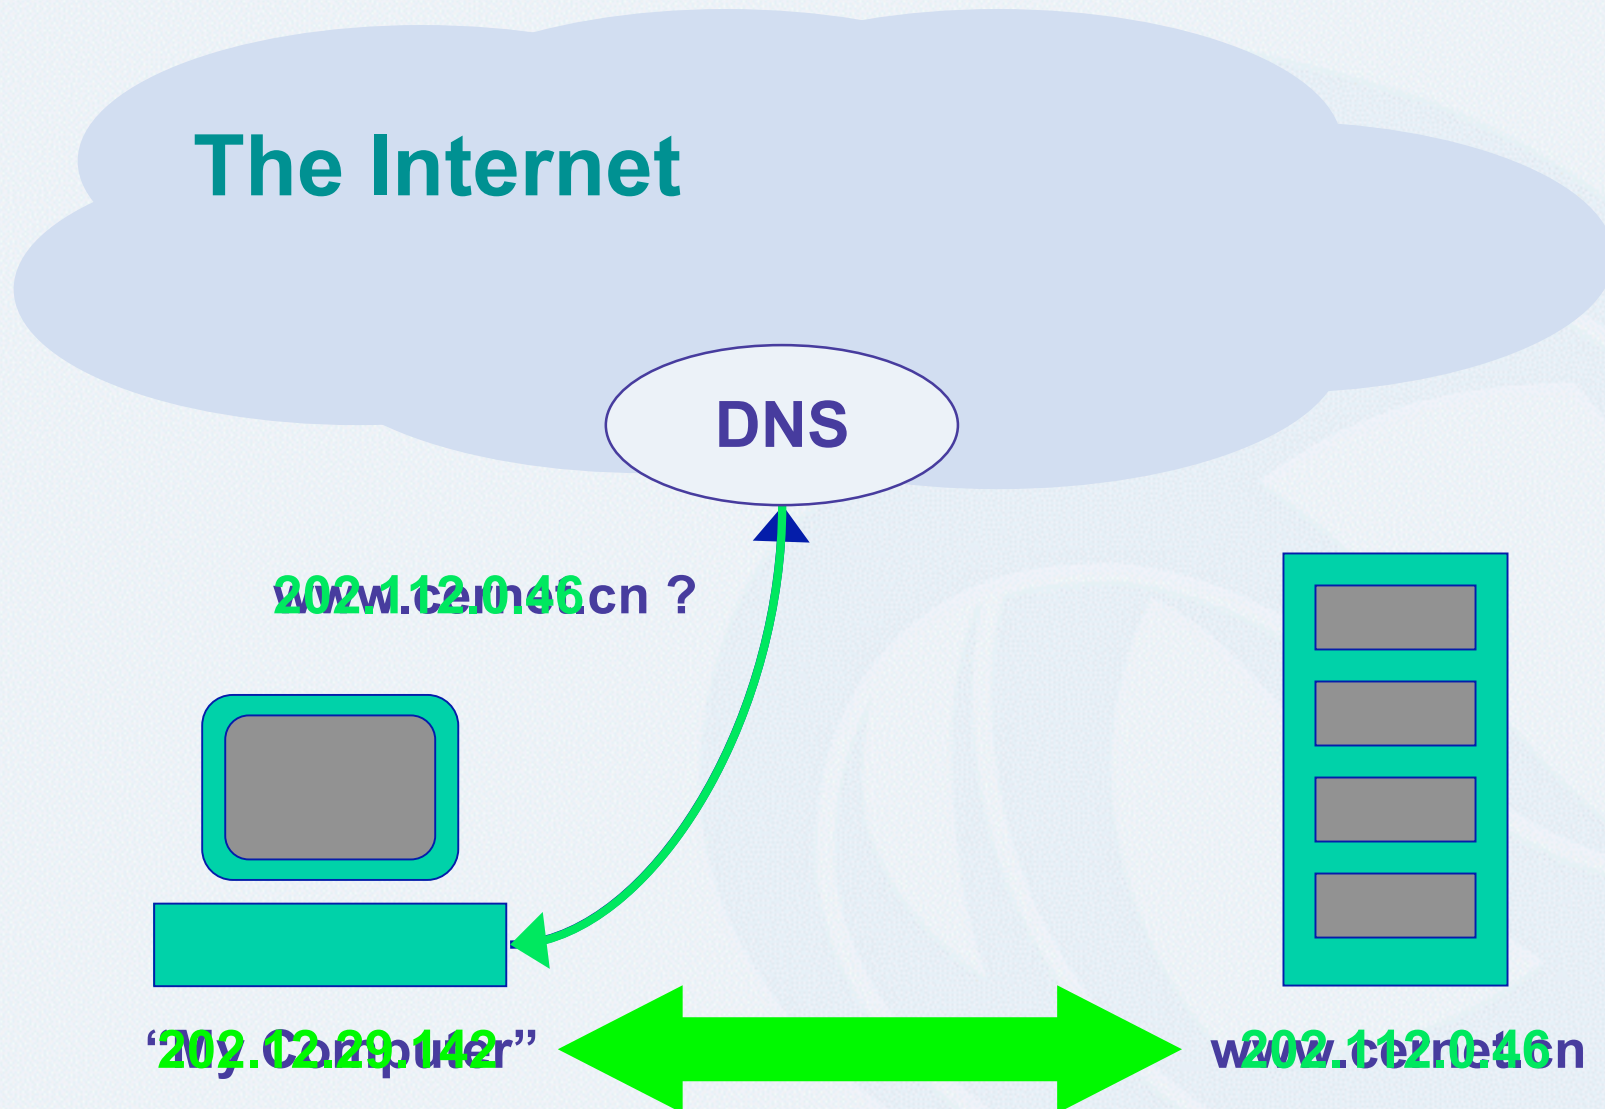 The Internet
DNS
www.cernet.cn ?
202.112.0.46
“My Computer”
202.12.29.142
www.cernet.cn
202.112.0.46